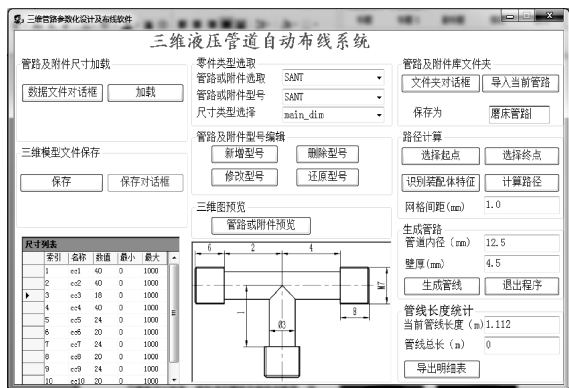 三维管路参数化设计及布线软件
三维液压管道自动布线系统
管路及附件尺寸加载
数据文件对话框 加载
三维模型文件保存
保存 保存对话框
尺寸列表
索引 名称 数值 最小 最大
1 cc1 40 0 1000
2 cc2 40 0 1000
3 cc3 18 0 1000
4 cc4 40 0 1000
5 cc5 24 0 1000
6 cc6 20 0 1000
7 cc7 24 0 1000
8 cc8 20 0 1000
9 cc9 24 0 1000
10 cc10 20 0 1000
零件类型选取
管路或附件选取 SANT
管路或附件型号 SANT
尺寸类型选择 main_dim
管路及附件型号编辑
新增型号 删除型号
修改型号 还原型号
三维图预览
管路或附件预览
6 2 4
M7
1
8
Ø3
管路及附件库文件夹
文件夹对话框 导入当前管路
保存为 磨床管路
路径计算
选择起点 选择终点
识别装配体特征 计算路径
网格间距(mm) 1.0
生成管路
管道内径 (mm) 12.5
壁厚(mm) 4.5
生成管线 退出程序
管线长度统计
当前管线长度 (m) 1.112
管线总长 (m) 0
导出明细表